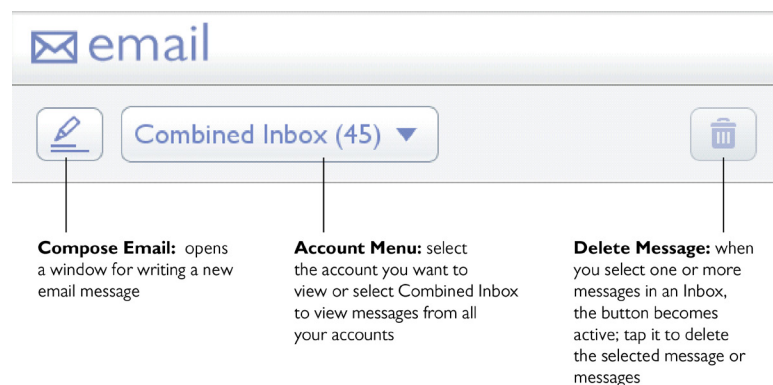 email
Combined Inbox (45)
Compose Email: opens
a window for writing a new
email message
Account Menu: select
the account you want to
view or select Combined Inbox
to view messages from all
your accounts
Delete Message: when
you select one or more
messages in an Inbox,
the button becomes
active; tap it to delete
the selected message or
messages